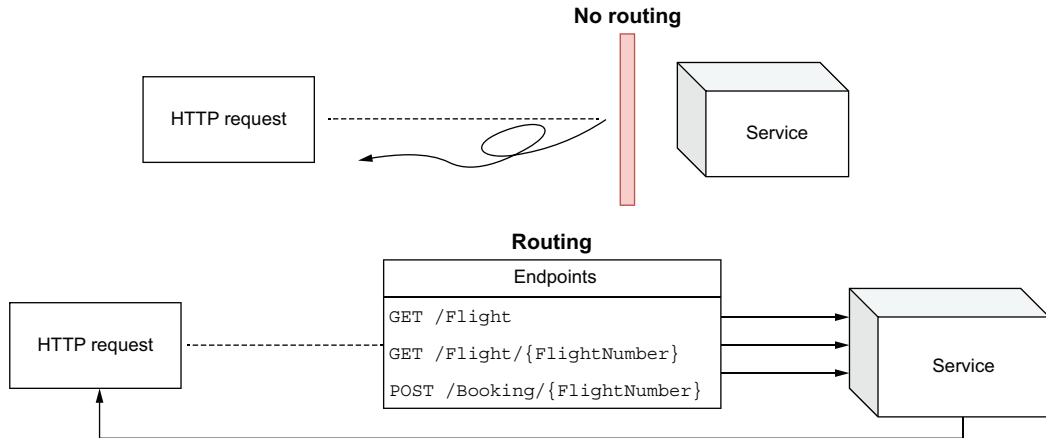 No routing
HTTP request
Service
Routing
Endpoints
HTTP request
GET /Flight
GET /Flight/{FlightNumber}
POST /Booking/{FlightNumber}
Service